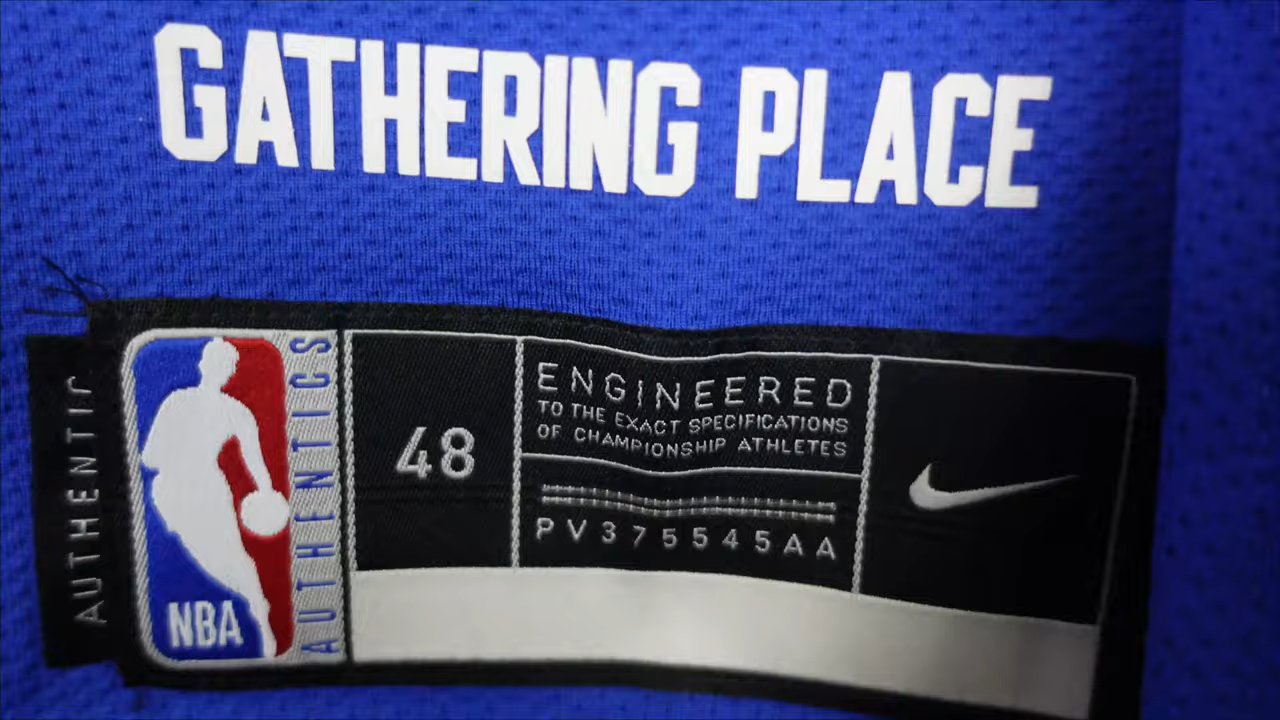 GATHERING PLACE
AUTHENTIC
NBA
AUTHENTICS
48
ENGINEERED
TO THE EXACT SPECIFICATIONS
OF CHAMPIONSHIP ATHLETES
PV375545AA